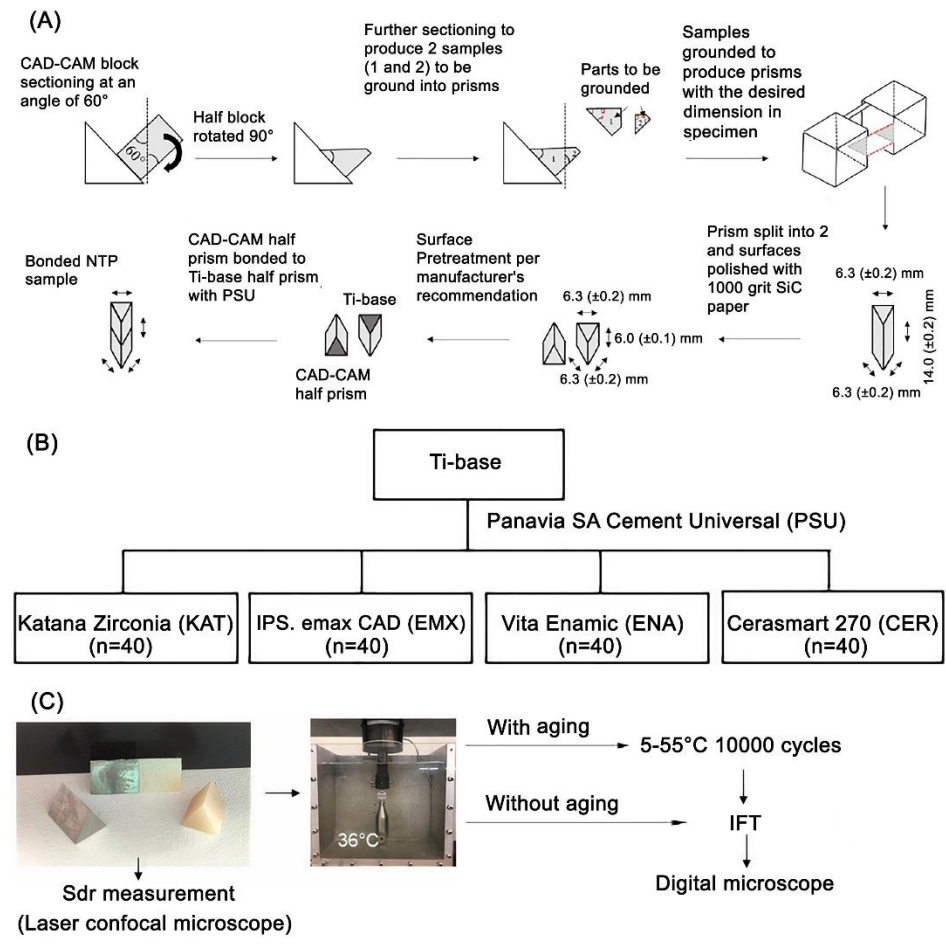 (A)
CAD-CAM block
sectioning at an
angle of 60°
60°
Half block
rotated 90°
Further sectioning to
produce 2 samples
(1 and 2) to be
ground into prisms
1
2
Parts to be
grounded
1
2
Samples
grounded to
produce prisms
with the desired
dimension in
specimen
Prism split into 2
and surfaces
polished with
1000 grit SiC
paper
6.3 (±0.2) mm
14.0 (±0.2) mm
6.3 (±0.2) mm
Surface
Pretreatment per
manufacturer's
recommendation
6.3 (±0.2) mm
6.0 (±0.1) mm
6.3 (±0.2) mm
CAD-CAM half
prism bonded to
Ti-base half prism
with PSU
Ti-base
CAD-CAM
half prism
Bonded NTP
sample
(B)
Ti-base
Panavia SA Cement Universal (PSU)
Katana Zirconia (KAT)
(n=40)
IPS. emax CAD (EMX)
(n=40)
Vita Enamic (ENA)
(n=40)
Cerasmart 270 (CER)
(n=40)
(C)
36°C
With aging
5-55°C 10000 cycles
Without aging
IFT
Digital microscope
Sdr measurement
(Laser confocal microscope)